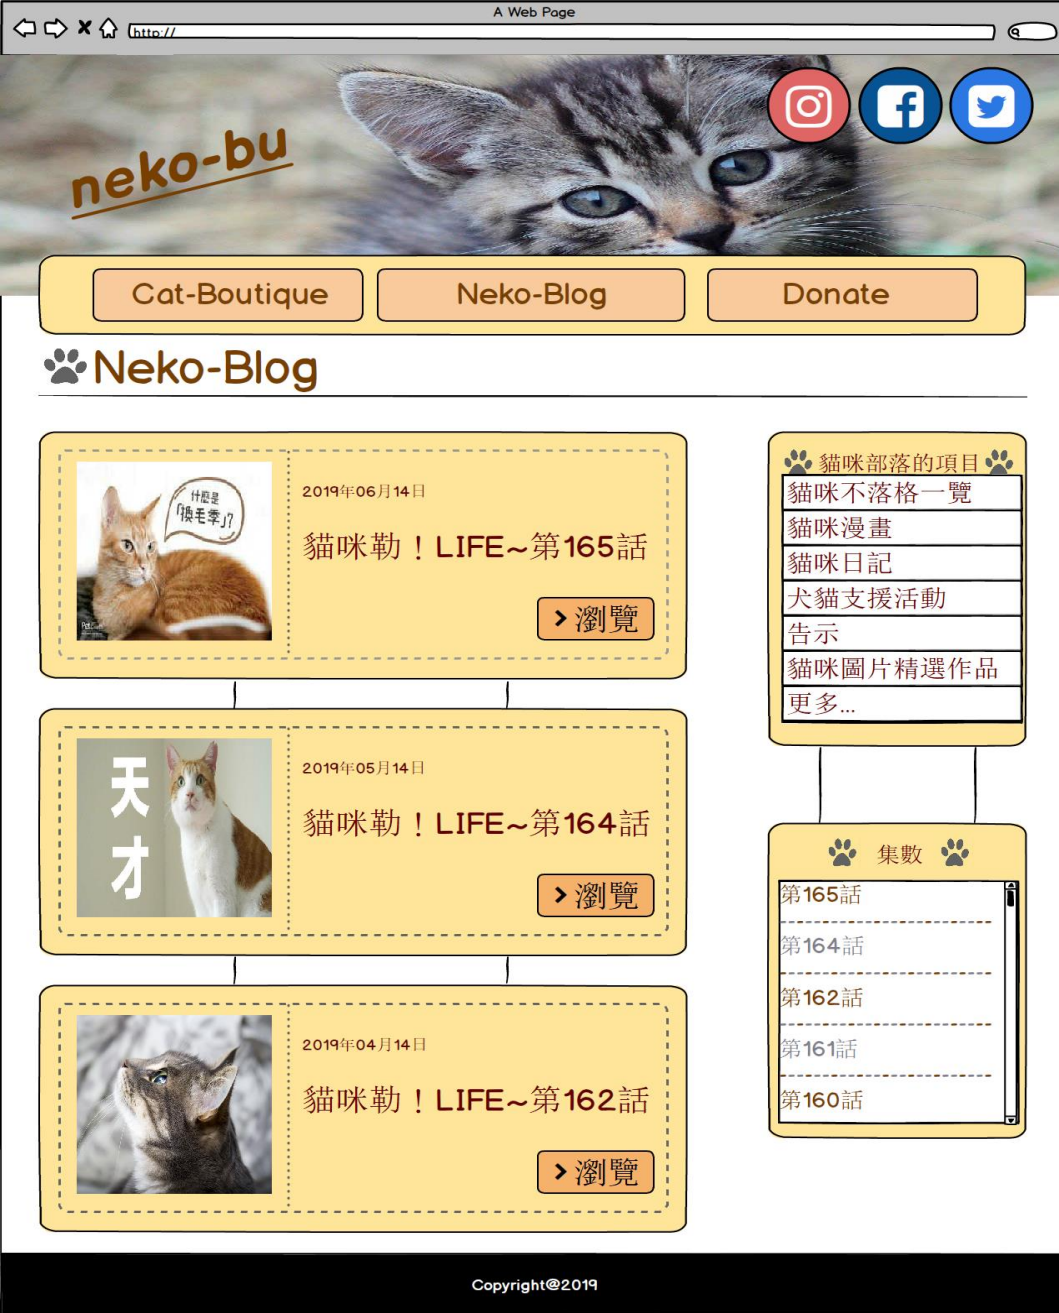 A Web Page
http://
neko-bu
Cat-Boutique
Neko-Blog
Donate
Neko-Blog
什麼是
「換毛季」?
2019年06月14日
貓咪勒！LIFE~第165話
瀏覽
天才
2019年05月14日
貓咪勒！LIFE~第164話
瀏覽
2019年04月14日
貓咪勒！LIFE~第162話
瀏覽
貓咪部落的項目
貓咪不落格一覽
貓咪漫畫
貓咪日記
犬貓支援活動
告示
貓咪圖片精選作品
更多...
集數
第165話
第164話
第162話
第161話
第160話
Copyright@2019